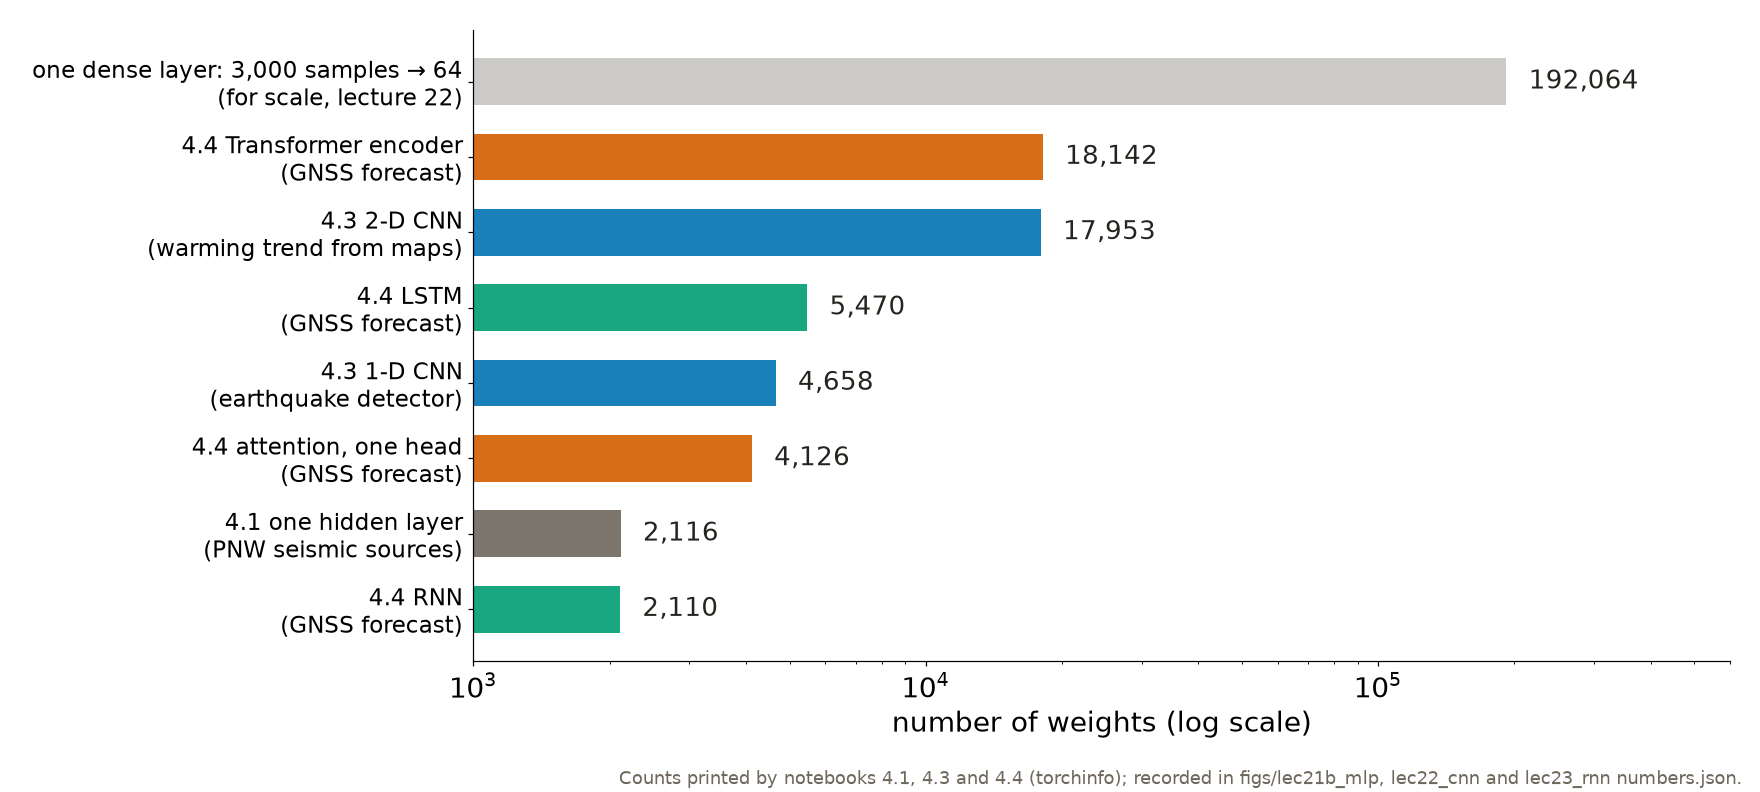 one dense layer: 3,000 samples → 64
(for scale, lecture 22)
192,064
4.4 Transformer encoder
(GNSS forecast)
18,142
4.3 2-D CNN
(warming trend from maps)
17,953
4.4 LSTM
(GNSS forecast)
5,470
4.3 1-D CNN
(earthquake detector)
4,658
4.4 attention, one head
(GNSS forecast)
4,126
4.1 one hidden layer
(PNW seismic sources)
2,116
4.4 RNN
(GNSS forecast)
2,110
10³ 10⁴ 10⁵
number of weights (log scale)
Counts printed by notebooks 4.1, 4.3 and 4.4 (torchinfo); recorded in figs/lec21b_mlp, lec22_cnn and lec23_rnn numbers.json.